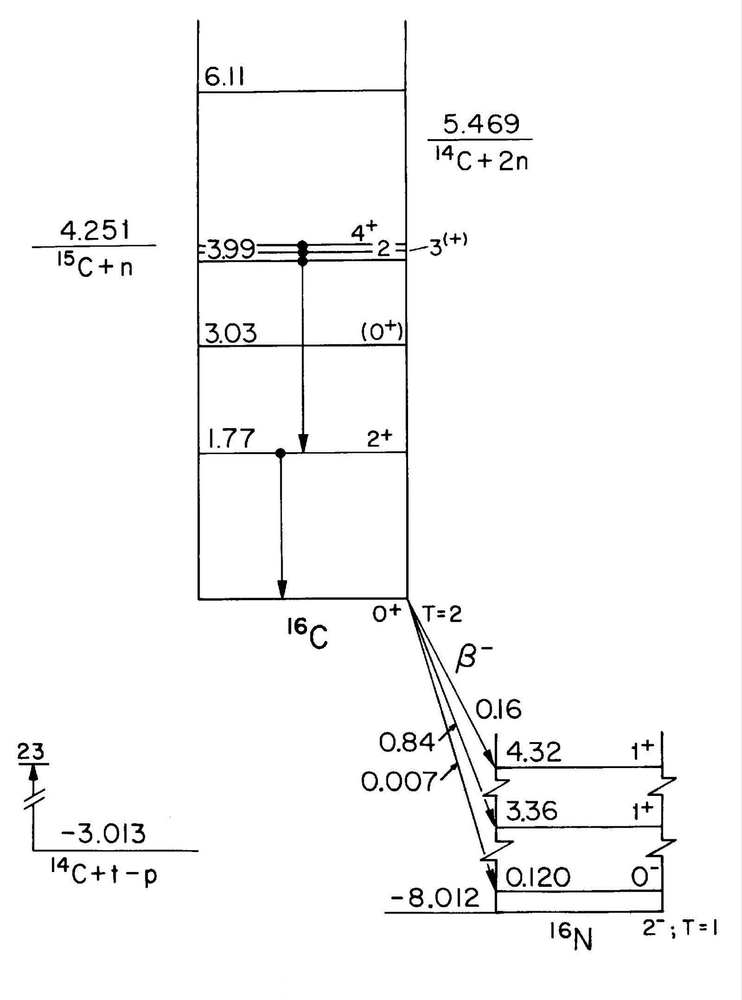 6.11
5.469
¹⁴C + 2n
4.251
¹⁵C + n
3.99 4⁺ 2 3⁽⁺⁾
3.03 (0⁺)
1.77 2⁺
0⁺ T=2
¹⁶C
β⁻
0.16
0.84
0.007
4.32 1⁺
3.36 1⁺
0.120 0⁻
-8.012
¹⁶N 2⁻; T=1
23
-3.013
¹⁴C + t - p